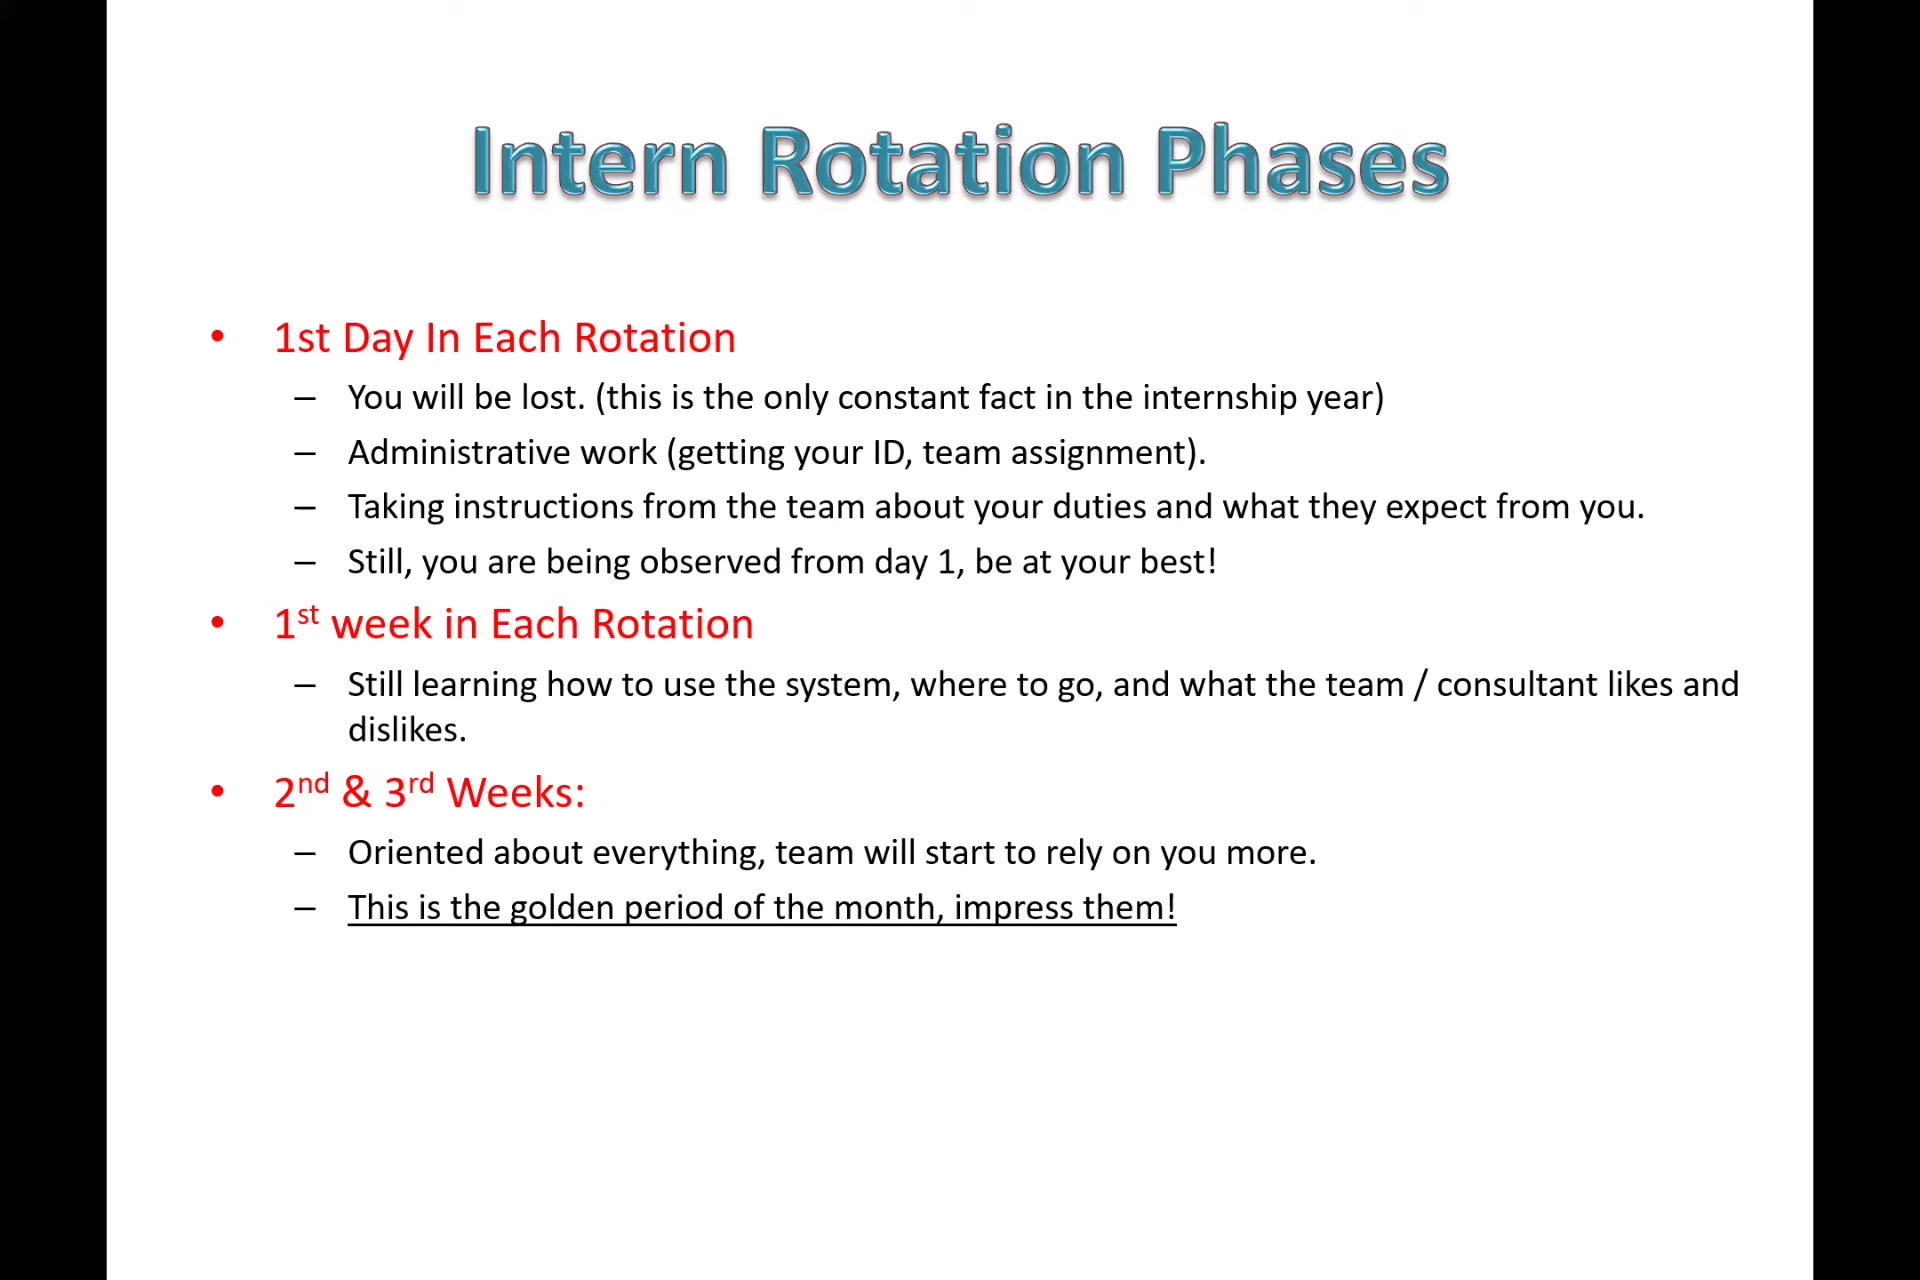 Intern Rotation Phases
• 1st Day In Each Rotation
– You will be lost. (this is the only constant fact in the internship year)
– Administrative work (getting your ID, team assignment).
– Taking instructions from the team about your duties and what they expect from you.
– Still, you are being observed from day 1, be at your best!
• 1st week in Each Rotation
– Still learning how to use the system, where to go, and what the team / consultant likes and
dislikes.
• 2nd & 3rd Weeks:
– Oriented about everything, team will start to rely on you more.
– This is the golden period of the month, impress them!